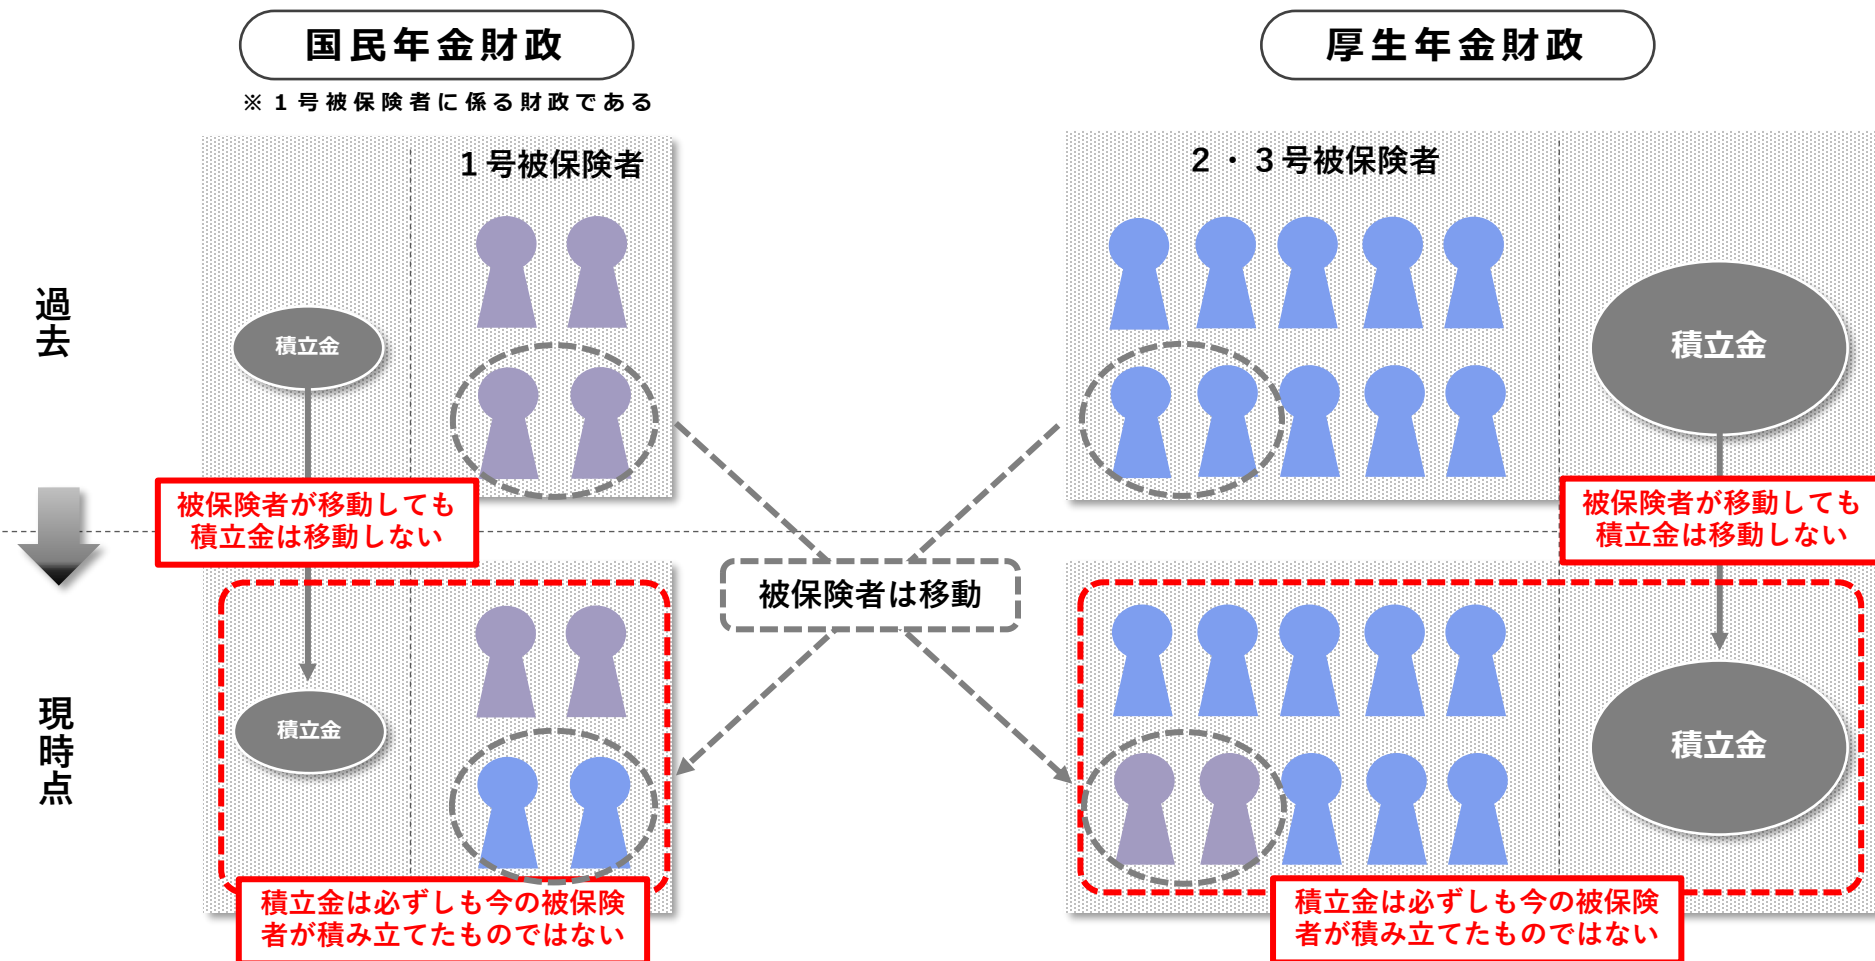 国民年金財政
※１号被保険者に係る財政である
厚生年金財政
１号被保険者
２・３号被保険者
過去
積立金
積立金
被保険者が移動しても
積立金は移動しない
被保険者が移動しても
積立金は移動しない
被保険者は移動
現時点
積立金
積立金
積立金は必ずしも今の被保険
者が積み立てたものではない
積立金は必ずしも今の被保険
者が積み立てたものではない